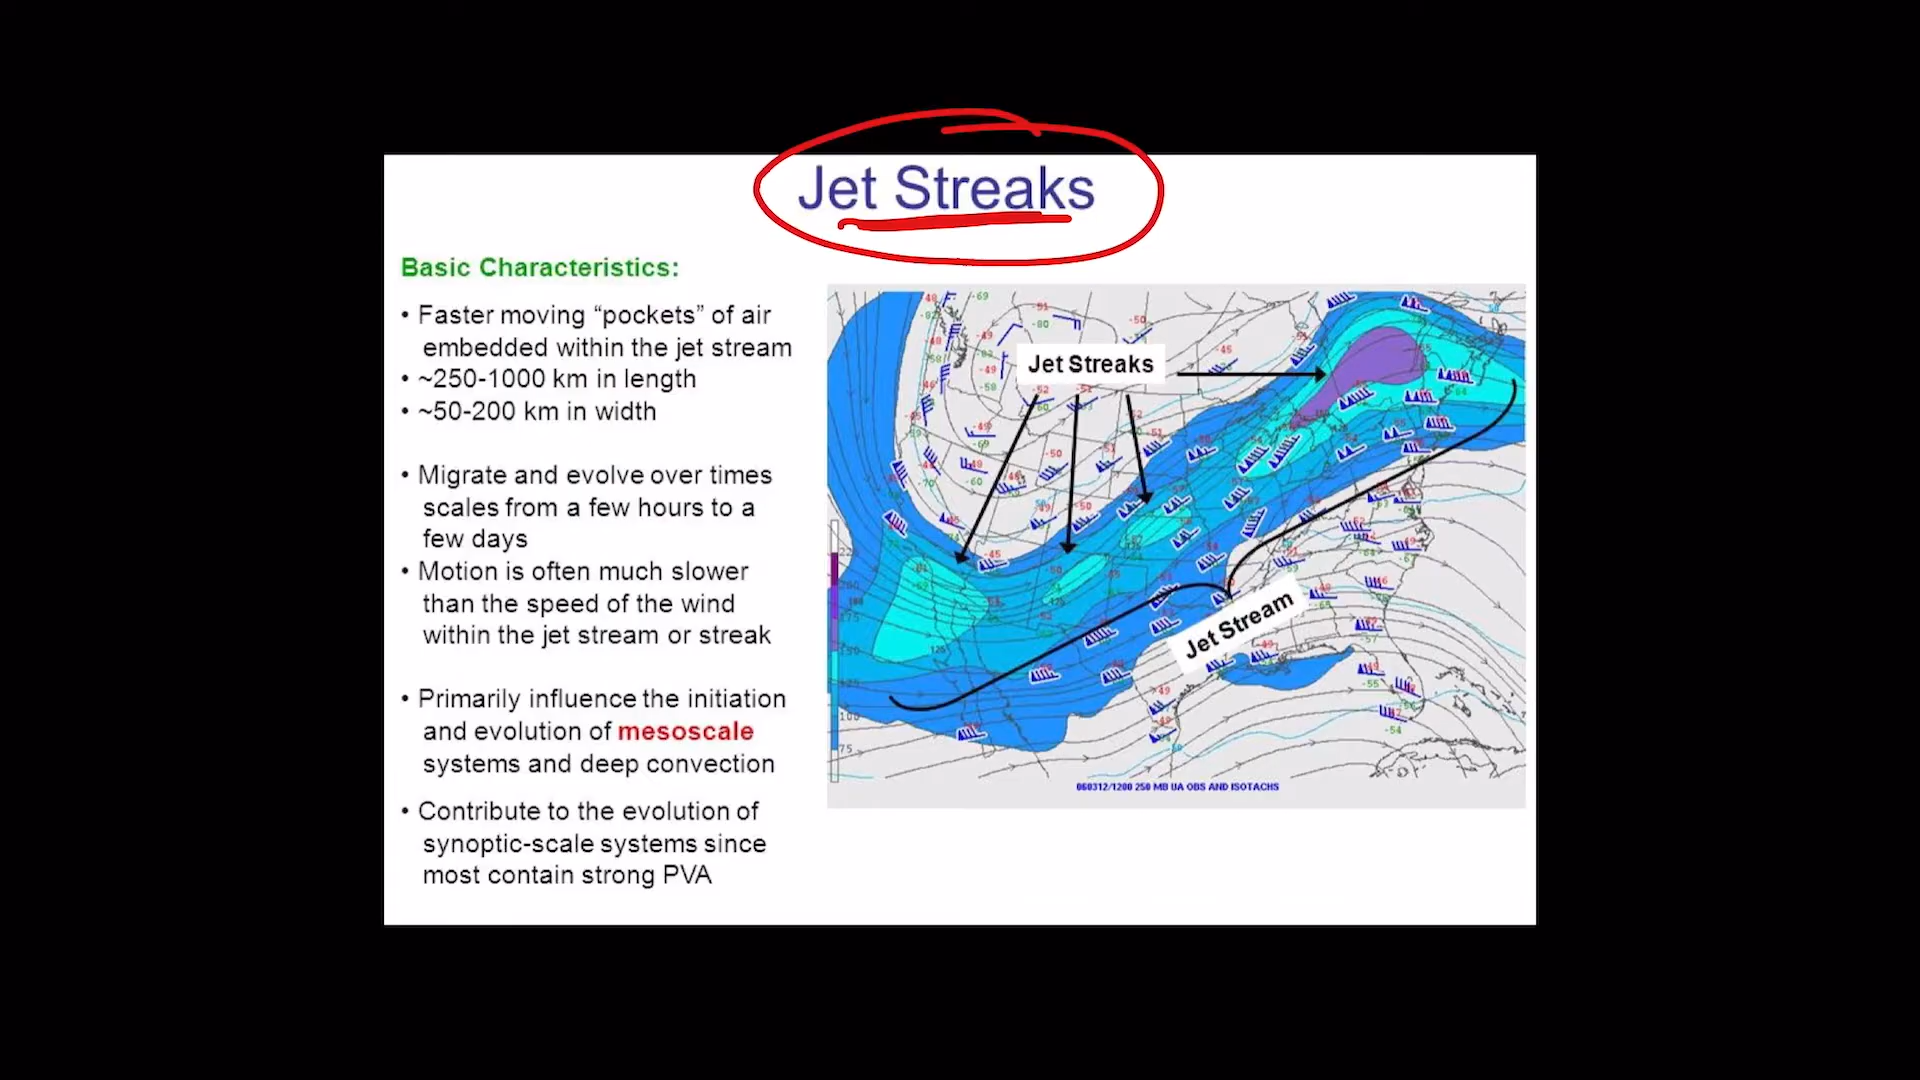 Jet Streaks
Basic Characteristics:
• Faster moving “pockets” of air
embedded within the jet stream
• ~250-1000 km in length
• ~50-200 km in width
• Migrate and evolve over times
scales from a few hours to a
few days
• Motion is often much slower
than the speed of the wind
within the jet stream or streak
• Primarily influence the initiation
and evolution of mesoscale
systems and deep convection
• Contribute to the evolution of
synoptic-scale systems since
most contain strong PVA
Jet Streaks
Jet Stream
060312/1200 250 MB UA OBS AND ISOTACHS